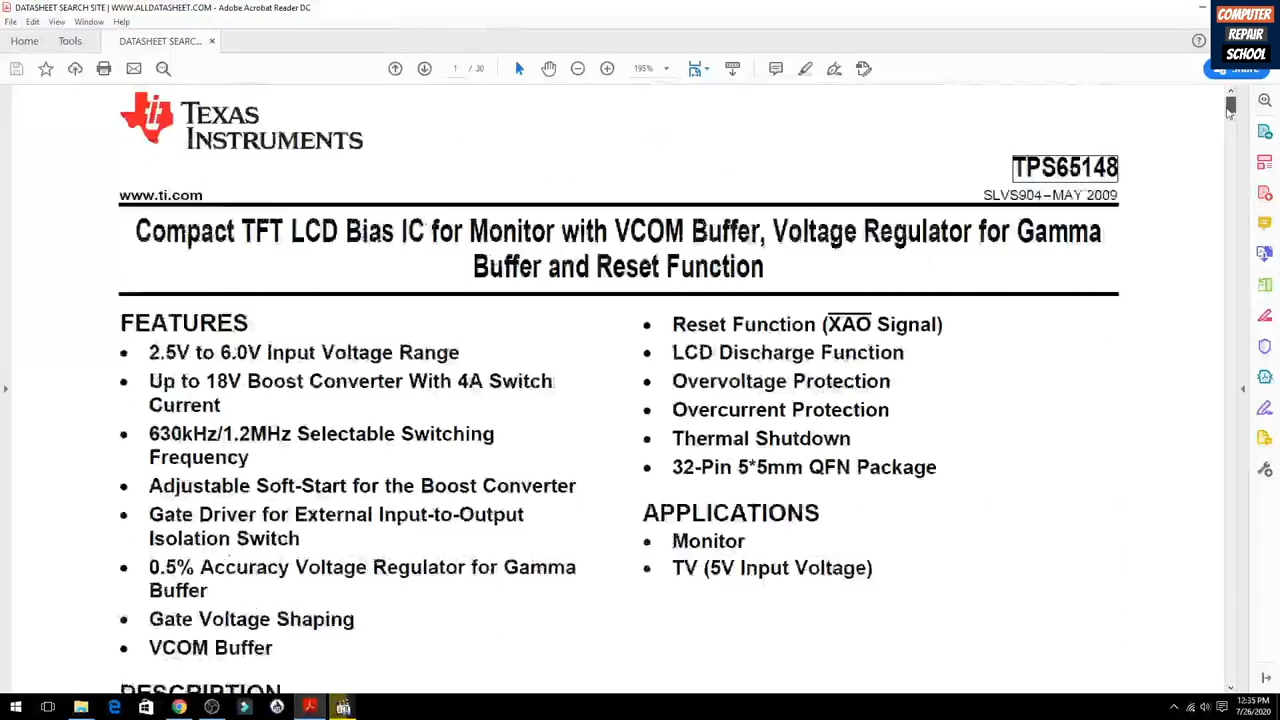 DATASHEET SEARCH SITE | WWW.ALLDATASHEET.COM - Adobe Acrobat Reader DC
File Edit View Window Help
Home Tools DATASHEET SEARC... ×
1 / 30 195%
Share
COMPUTER
REPAIR
SCHOOL
TEXAS
INSTRUMENTS
TPS65148
www.ti.com
SLVS904–MAY 2009
Compact TFT LCD Bias IC for Monitor with VCOM Buffer, Voltage Regulator for Gamma
Buffer and Reset Function
FEATURES
• 2.5V to 6.0V Input Voltage Range
• Up to 18V Boost Converter With 4A Switch
Current
• 630kHz/1.2MHz Selectable Switching
Frequency
• Adjustable Soft-Start for the Boost Converter
• Gate Driver for External Input-to-Output
Isolation Switch
• 0.5% Accuracy Voltage Regulator for Gamma
Buffer
• Gate Voltage Shaping
• VCOM Buffer
• Reset Function (XAO Signal)
• LCD Discharge Function
• Overvoltage Protection
• Overcurrent Protection
• Thermal Shutdown
• 32-Pin 5*5mm QFN Package
APPLICATIONS
• Monitor
• TV (5V Input Voltage)
DESCRIPTION
12:35 PM
7/26/2020